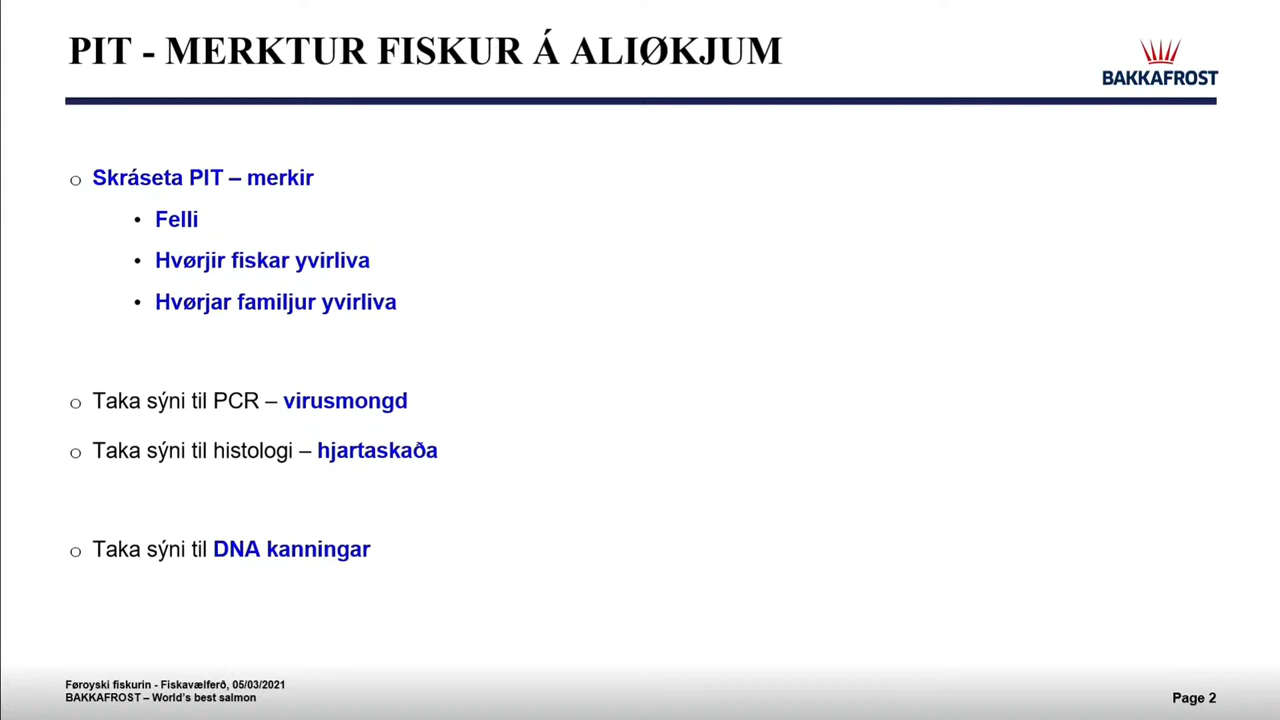 PIT - MERKTUR FISKUR Á ALIØKJUM
BAKKAFROST
o Skráseta PIT – merkir
• Felli
• Hvørjir fiskar yvirliva
• Hvørjar familjur yvirliva
o Taka sýni til PCR – virusmongd
o Taka sýni til histologi – hjartaskaða
o Taka sýni til DNA kanningar
Føroyski fiskurin - Fiskavælferð, 05/03/2021
BAKKAFROST – World's best salmon
Page 2